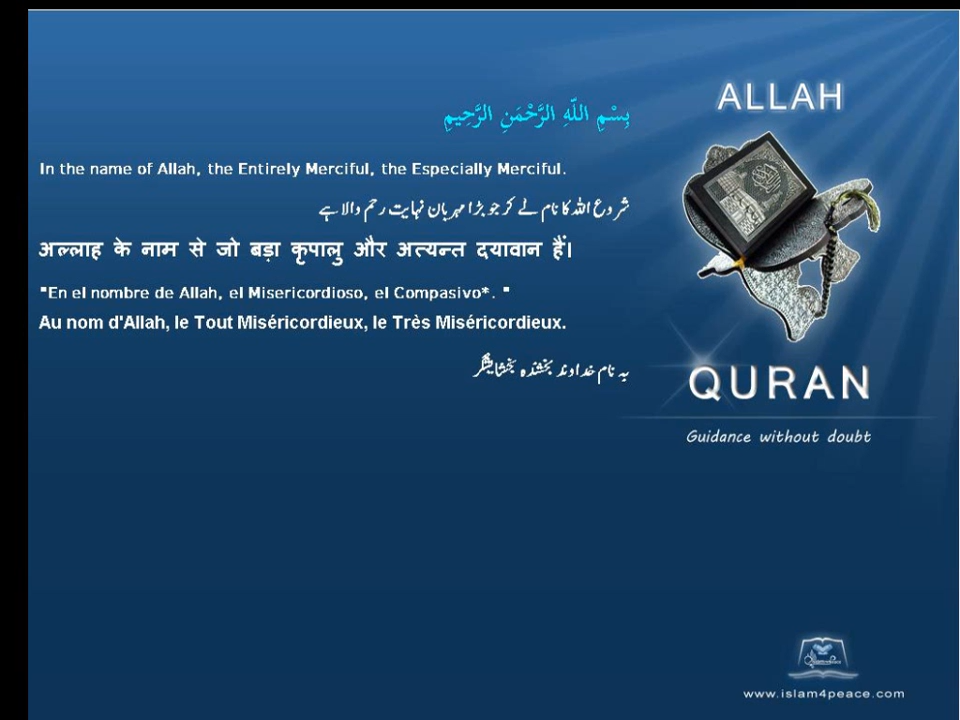 بِسْمِ اللَّهِ الرَّحْمَنِ الرَّحِيمِ
In the name of Allah, the Entirely Merciful, the Especially Merciful.
شروع الله کا نام لے کر جو بڑا مہربان نہایت رحم والا ہے
अल्लाह के नाम से जो बड़ा कृपालु और अत्यन्त दयावान हैं।
"En el nombre de Allah, el Misericordioso, el Compasivo*. "
Au nom d'Allah, le Tout Miséricordieux, le Très Miséricordieux.
به نام خداوند بخشنده بخشایشگر
ALLAH
QURAN
Guidance without doubt
www.islam4peace.com